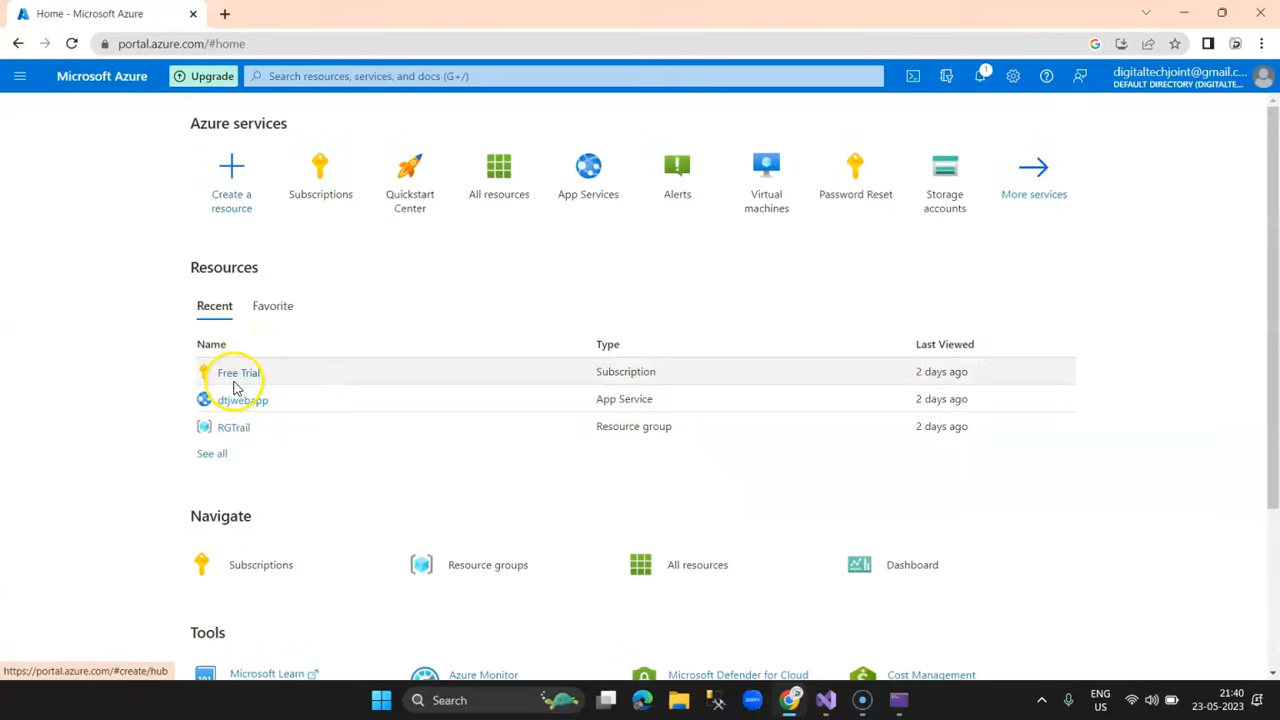 Home - Microsoft Azure
portal.azure.com/#home
Microsoft Azure
Upgrade
Search resources, services, and docs (G+/)
1
digitaltechjoint@gmail.c...
DEFAULT DIRECTORY (DIGITALTE...
Azure services
Create a resource
Subscriptions
Quickstart Center
All resources
App Services
Alerts
Virtual machines
Password Reset
Storage accounts
More services
Resources
Recent
Favorite
Name
Type
Last Viewed
Free Trial
Subscription
2 days ago
dtjwebapp
App Service
2 days ago
RGTrail
Resource group
2 days ago
See all
Navigate
Subscriptions
Resource groups
All resources
Dashboard
Tools
Microsoft Learn
Azure Monitor
Microsoft Defender for Cloud
Cost Management
https://portal.azure.com/#create/hub
Search
ENG
US
21:40
23-05-2023